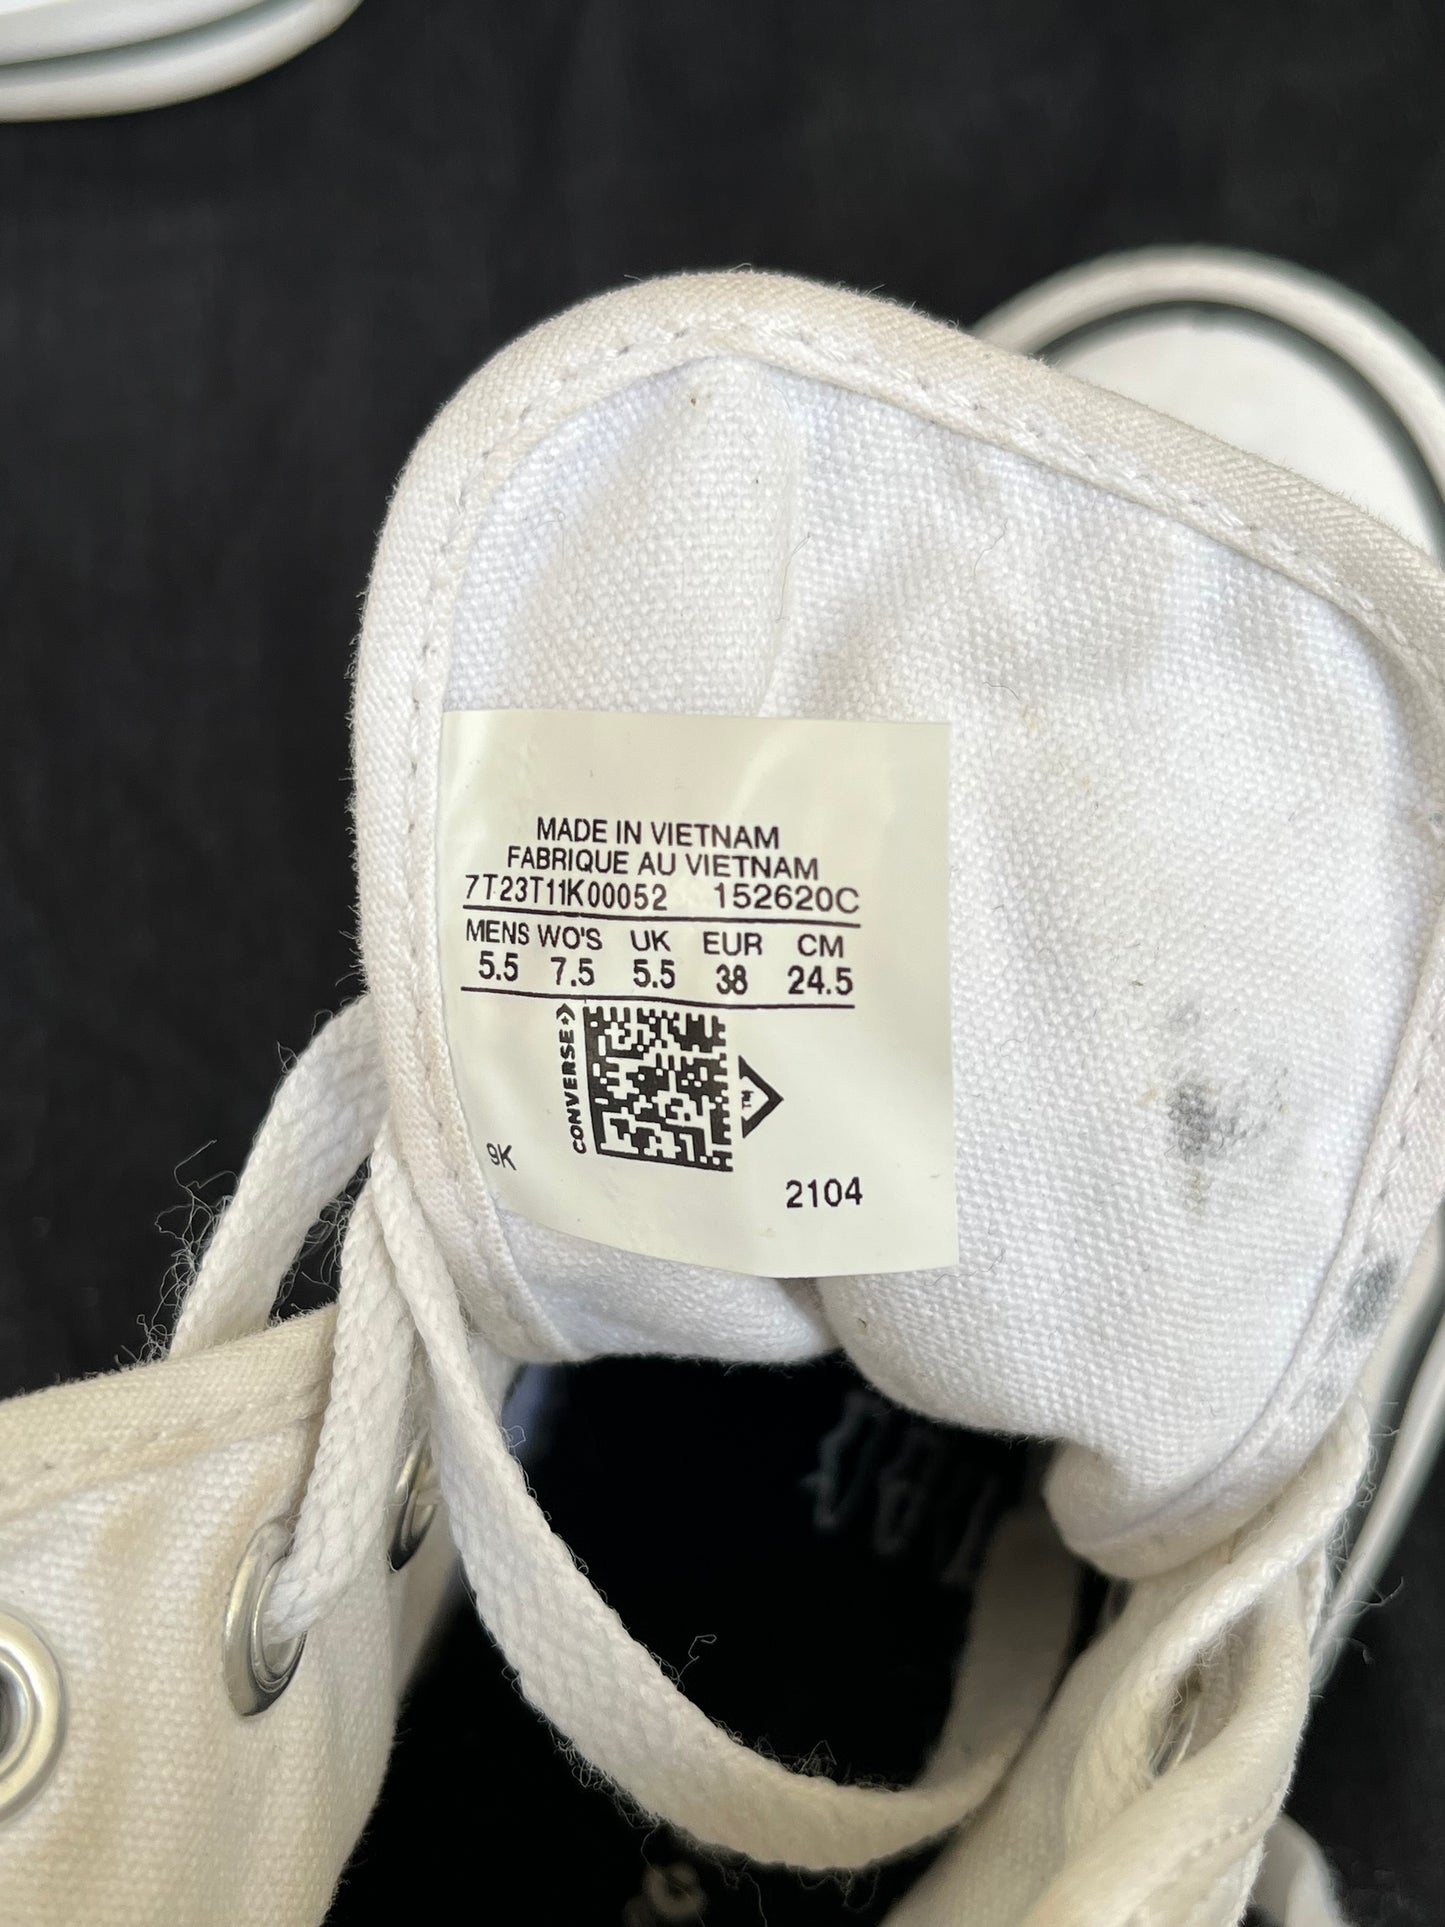 MADE IN VIETNAM
FABRIQUE AU VIETNAM
7T23T11K00052 152620C
MENS WO'S UK EUR CM
5.5 7.5 5.5 38 24.5
CONVERSE
TM
9K
2104